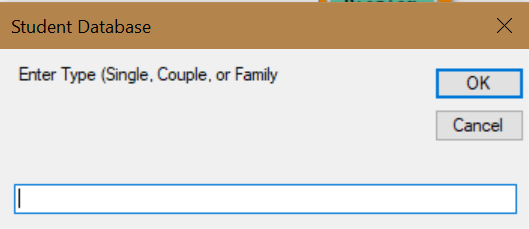 Student Database
Enter Type (Single, Couple, or Family
OK
Cancel